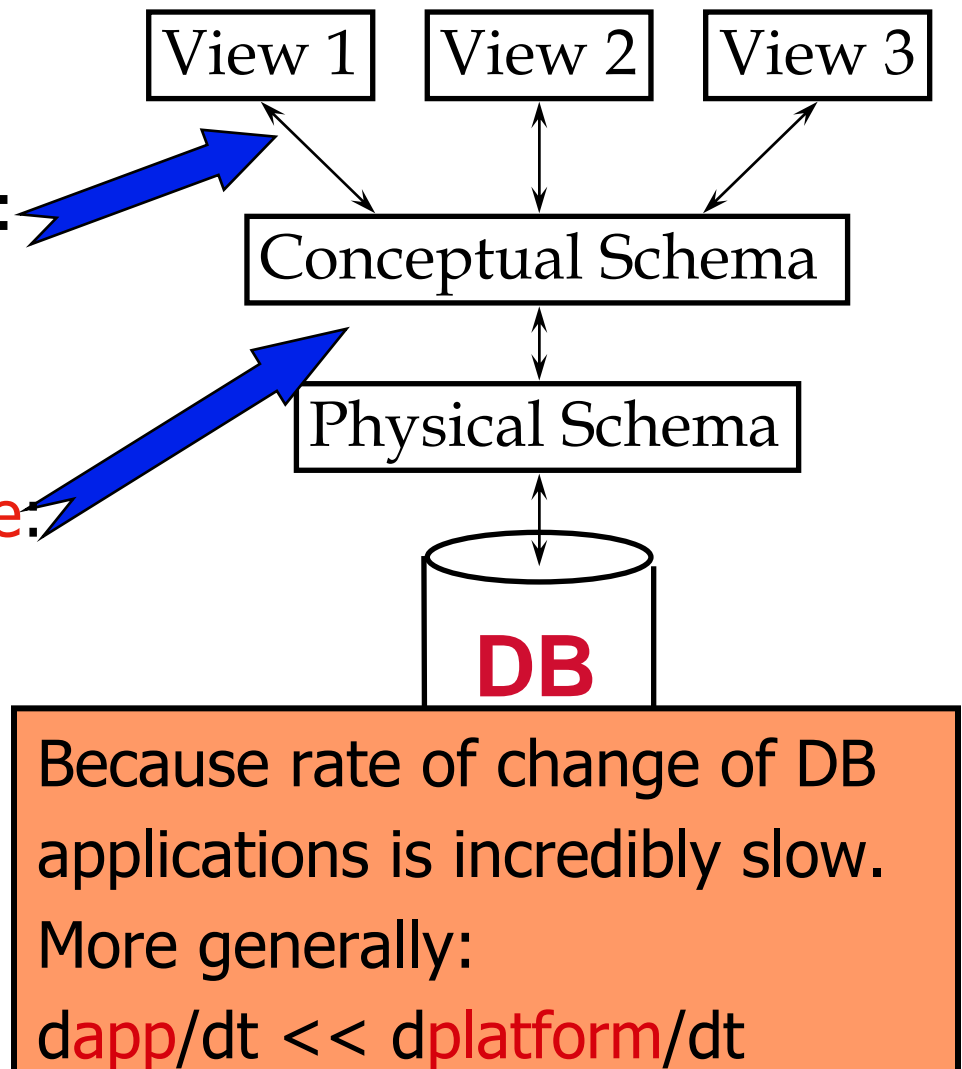 View 1 View 2 View 3
:
Conceptual Schema
Physical Schema
e:
DB
Because rate of change of DB
applications is incredibly slow.
More generally:
dapp/dt << dplatform/dt